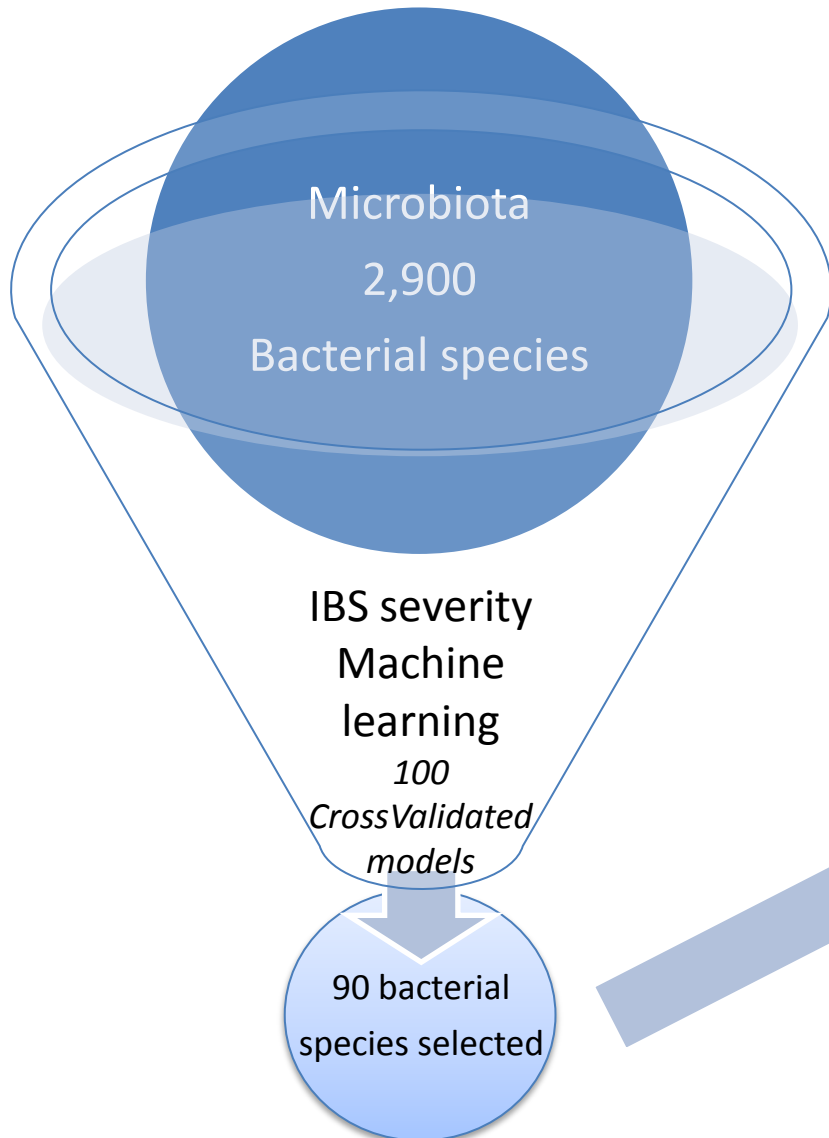 Microbiota
2,900
Bacterial species
IBS severity
Machine
learning
100
CrossValidated
models
90 bacterial
species selected